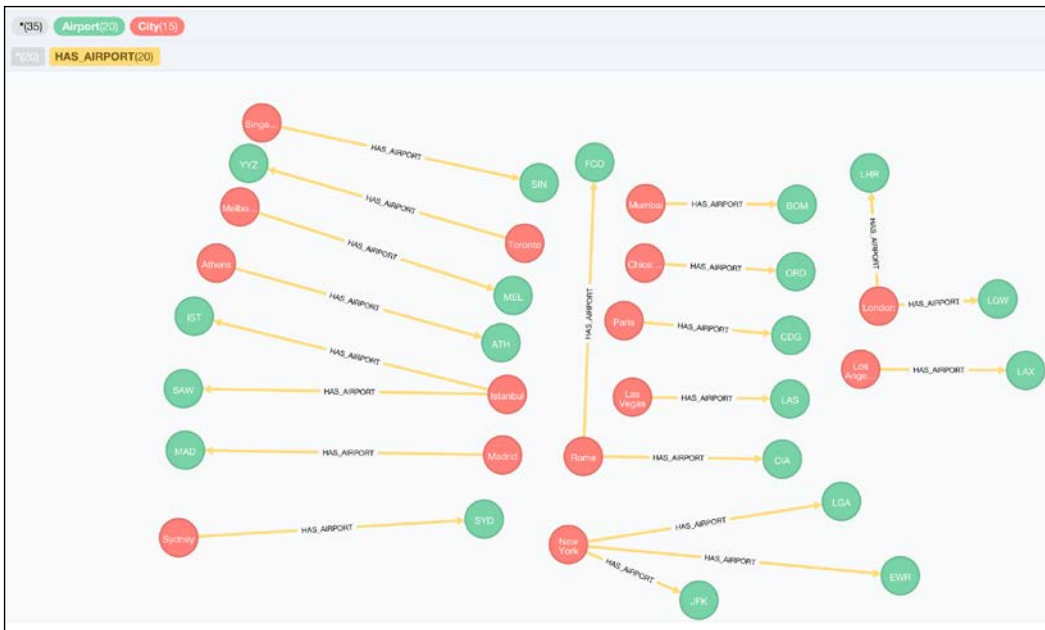 *(35) Airport(20) City(15)
*(20) HAS_AIRPORT(20)
Singa...
HAS_AIRPORT
SIN
YYZ
HAS_AIRPORT
Toronto
Melbo...
HAS_AIRPORT
MEL
Athens
HAS_AIRPORT
ATH
IST
HAS_AIRPORT
SAW
HAS_AIRPORT
Istanbul
MAD
HAS_AIRPORT
Madrid
Sydney
HAS_AIRPORT
SYD
FCO
HAS_AIRPORT
Rome
HAS_AIRPORT
CIA
Mumbai
HAS_AIRPORT
BOM
Chica...
HAS_AIRPORT
ORD
Paris
HAS_AIRPORT
CDG
Las
Vegas
HAS_AIRPORT
LAS
LHR
HAS_AIRPORT
London
HAS_AIRPORT
LGW
Los
Ange...
HAS_AIRPORT
LAX
New
York
HAS_AIRPORT
LGA
HAS_AIRPORT
EWR
HAS_AIRPORT
JFK